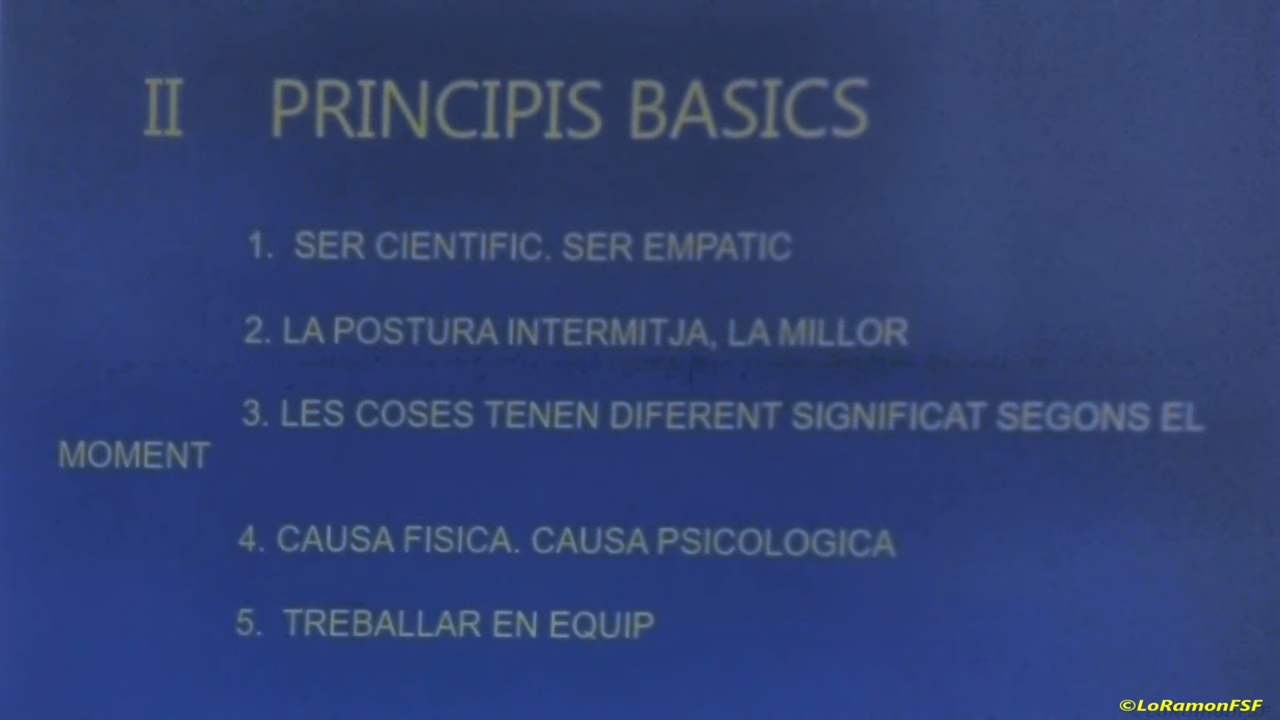 II PRINCIPIS BASICS
1. SER CIENTIFIC. SER EMPATIC
2. LA POSTURA INTERMITJA, LA MILLOR
3. LES COSES TENEN DIFERENT SIGNIFICAT SEGONS EL
MOMENT
4. CAUSA FISICA. CAUSA PSICOLOGICA
5. TREBALLAR EN EQUIP
©LoRamonFSF